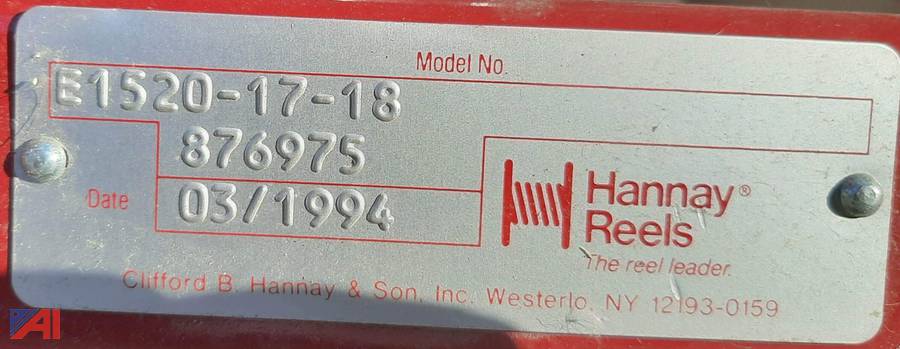 Model No.
E1520-17-18
876975
Date 03/1994
Hannay®
Reels
The reel leader.
Clifford B. Hannay & Son, Inc. Westerlo, NY 12193-0159
AI